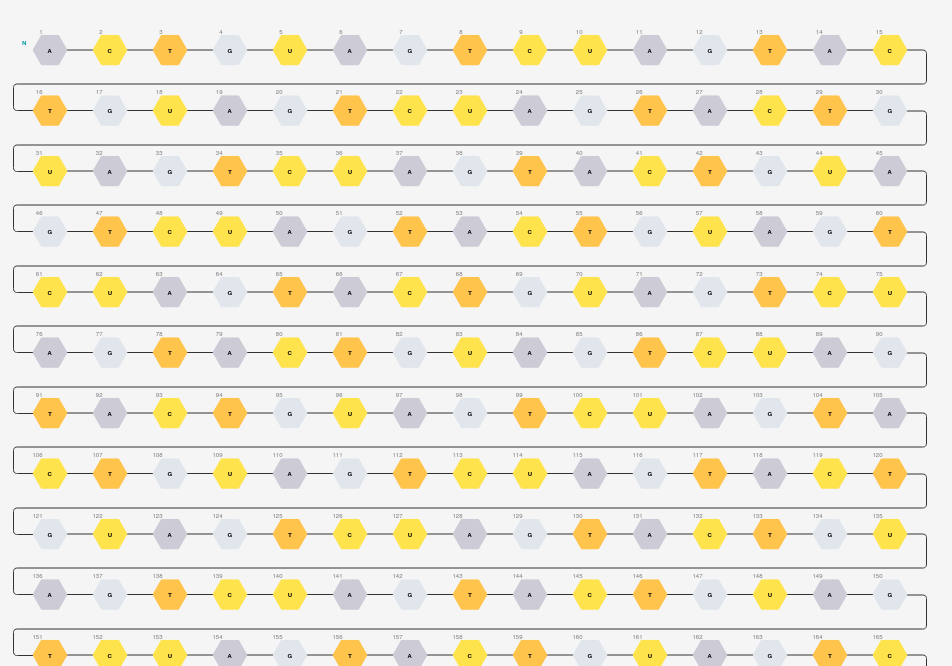 1 2 3 4 5 6 7 8 9 10 11 12 13 14 15
N A C T G U A G T C U A G T A C
16 17 18 19 20 21 22 23 24 25 26 27 28 29 30
T G U A G T C U A G T A C T G
31 32 33 34 35 36 37 38 39 40 41 42 43 44 45
U A G T C U A G T A C T G U A
46 47 48 49 50 51 52 53 54 55 56 57 58 59 60
G T C U A G T A C T G U A G T
61 62 63 64 65 66 67 68 69 70 71 72 73 74 75
C U A G T A C T G U A G T C U
76 77 78 79 80 81 82 83 84 85 86 87 88 89 90
A G T A C T G U A G T C U A G
91 92 93 94 95 96 97 98 99 100 101 102 103 104 105
T A C T G U A G T C U A G T A
106 107 108 109 110 111 112 113 114 115 116 117 118 119 120
C T G U A G T C U A G T A C T
121 122 123 124 125 126 127 128 129 130 131 132 133 134 135
G U A G T C U A G T A C T G U
136 137 138 139 140 141 142 143 144 145 146 147 148 149 150
A G T C U A G T A C T G U A G
151 152 153 154 155 156 157 158 159 160 161 162 163 164 165
T C U A G T A C T G U A G T C